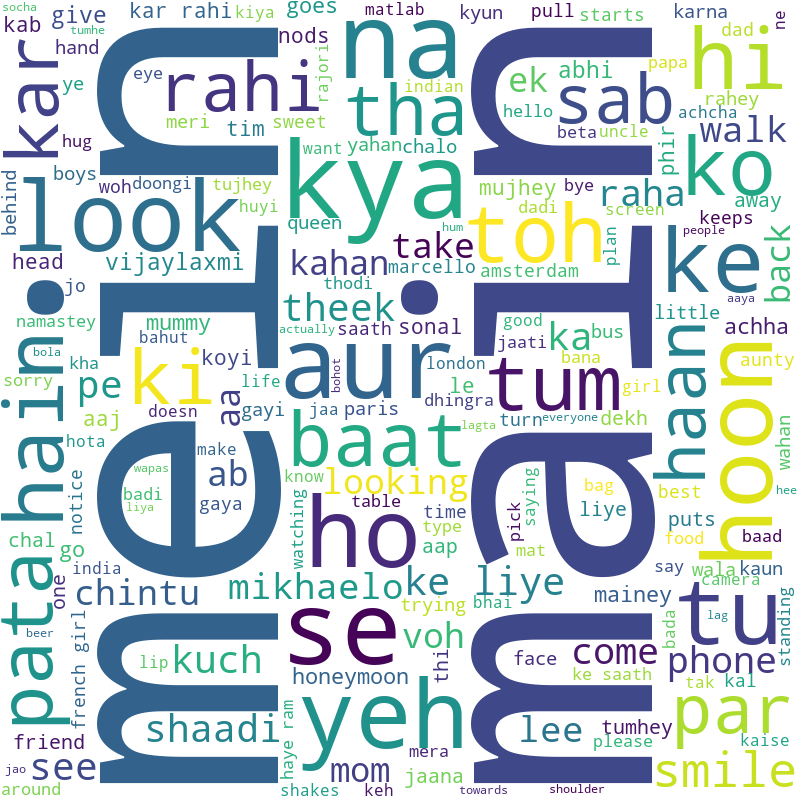 socha
kab
tumhe
give
kar rahi
kiya
goes
matlab
kyun
pull
starts
karna
dad
ne
hand
ye
kar
eye
rahi
nods
rajori
na
indian
ek
abhi
papa
hi
hug
meri
tim
sweet
tha
hello
sab
achcha
rahey
want
yahan
chalo
beta
uncle
phir
walk
behind
boys
woh
doongi
tujhey
kya
mujhey
bye
raha
ko
away
look
huyi
queen
hum
dadi
screen
keeps
head
vijaylaxmi
kahan
take
marcello
toh
plan
people
ke
back
jo
thodi
amsterdam
aaya
namastey
mummy
theek
saath
sonal
good
ka
bus
little
hain
bola
bahut
actually
jaati
achha
kha
koyi
aur
bohot
london
bana
haan
aunty
sorry
pe
ki
life
le
tum
girl
aaj
doesn
aa
gayi
jaa
paris
dhingra
turn
everyone
dekh
hoon
hota
make
baat
lagta
wahan
notice
wapas
ab
know
looking
bag
best
hee
badi
gaya
table
time
pick
saying
liye
food
liya
chal
watching
ho
type
puts
baad
go
aap
mat
wala
kaun
pata
india
mein
main
say
camera
one
chintu
mikhaelo
ke
liye
mainey
tu
standing
beer
trying
bhai
lag
french girl
lip
kuch
se
voh
face
come
bada
phone
honeymoon
thi
ke saath
tak
kal
shaadi
haye ram
yeh
lee
tumhey
par
friend
mera
please
kaise
jao
see
mom
jaana
smile
around
shakes
keh
towards
shoulder